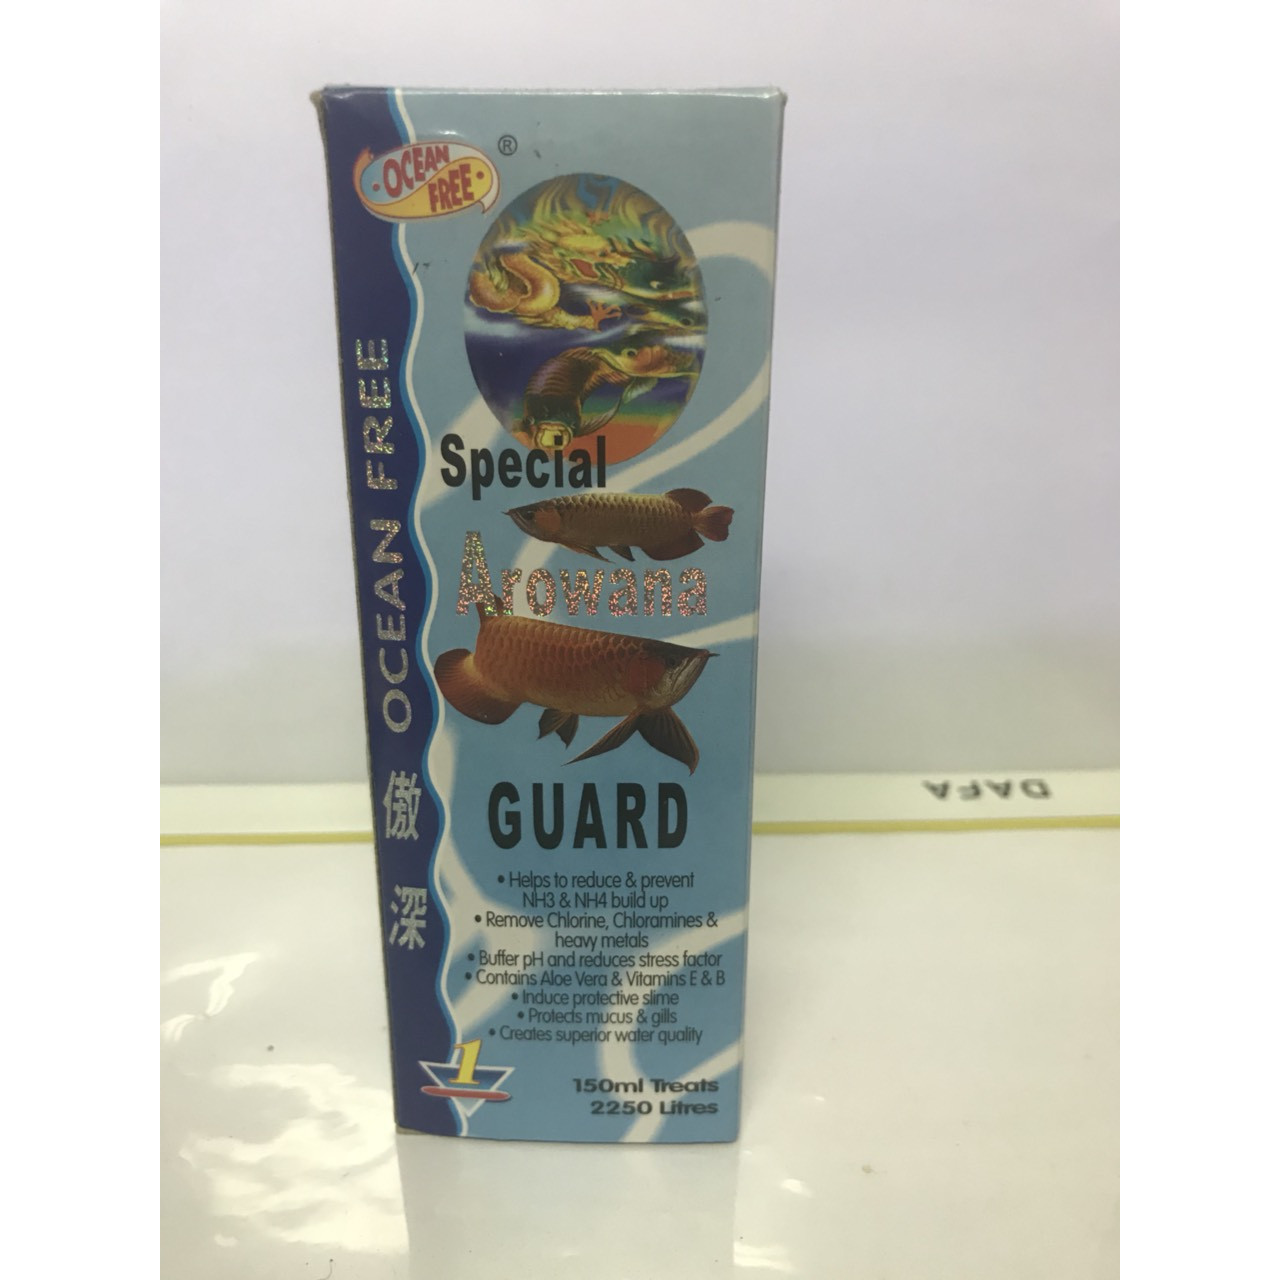 OCEAN
FREE
®
OCEAN FREE
傲
深
Special
Arowana
GUARD
• Helps to reduce & prevent
NH3 & NH4 build up
• Remove Chlorine, Chloramines &
heavy metals
• Buffer pH and reduces stress factor
• Contains Aloe Vera & Vitamins E & B
• Induce protective slime
• Protects mucus & gills
• Creates superior water quality
1
150ml Treats
2250 Litres
DAFA